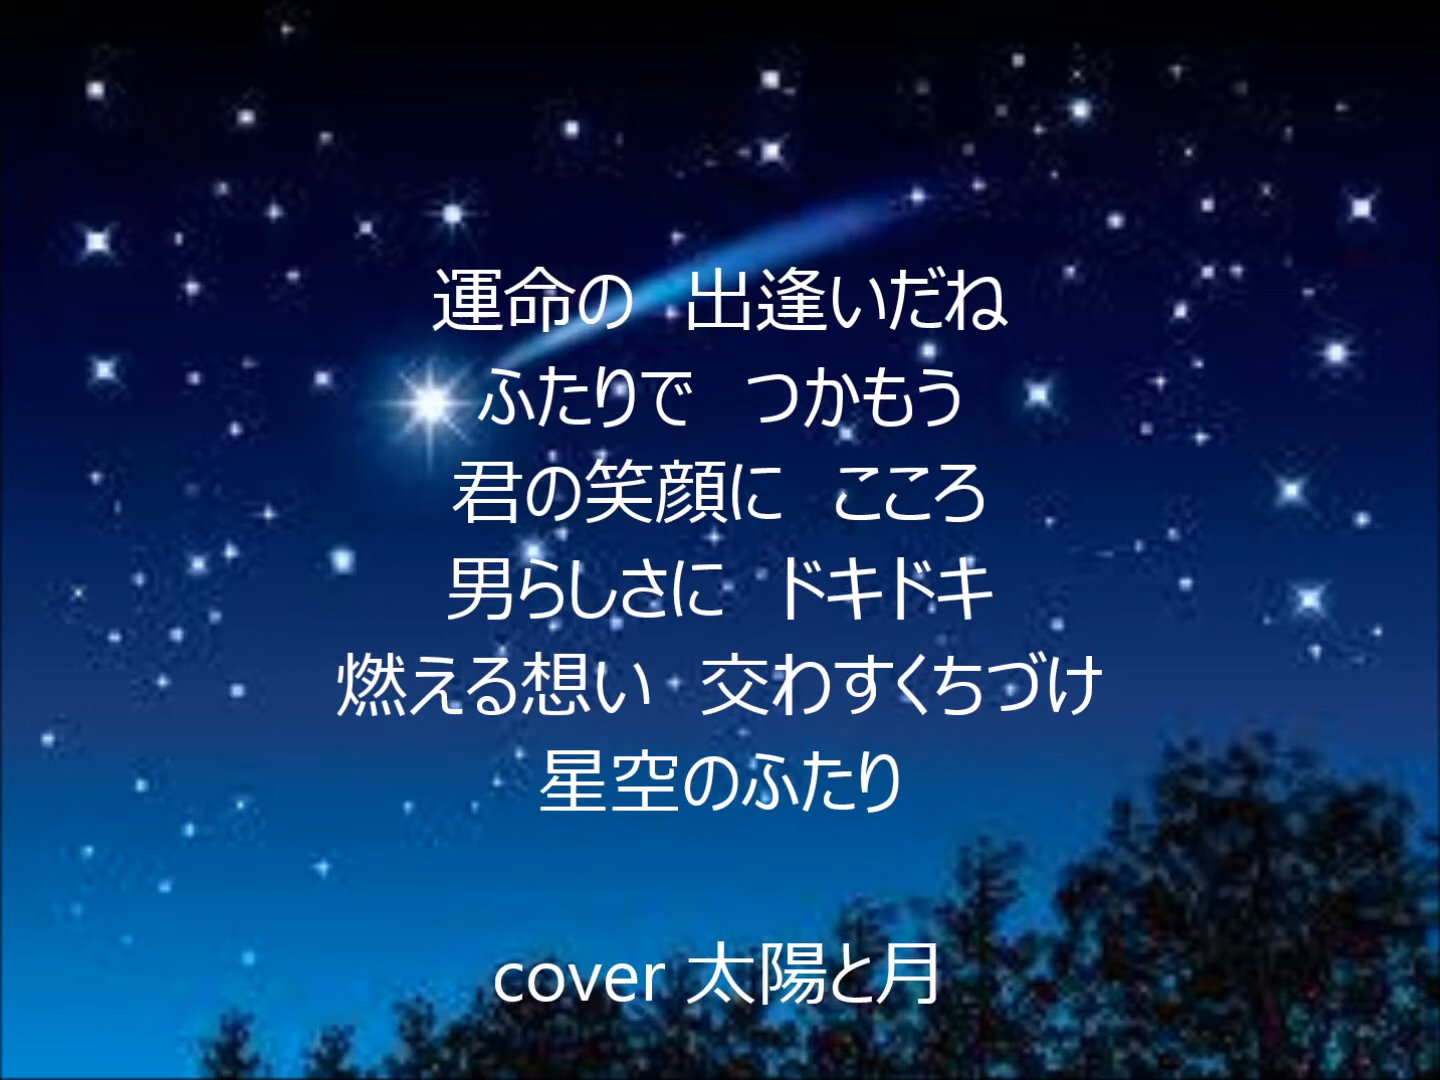 運命の　出逢いだね
ふたりで　つかもう
君の笑顔に　こころ
男らしさに　ドキドキ
燃える想い　交わすくちづけ
星空のふたり
cover 太陽と月